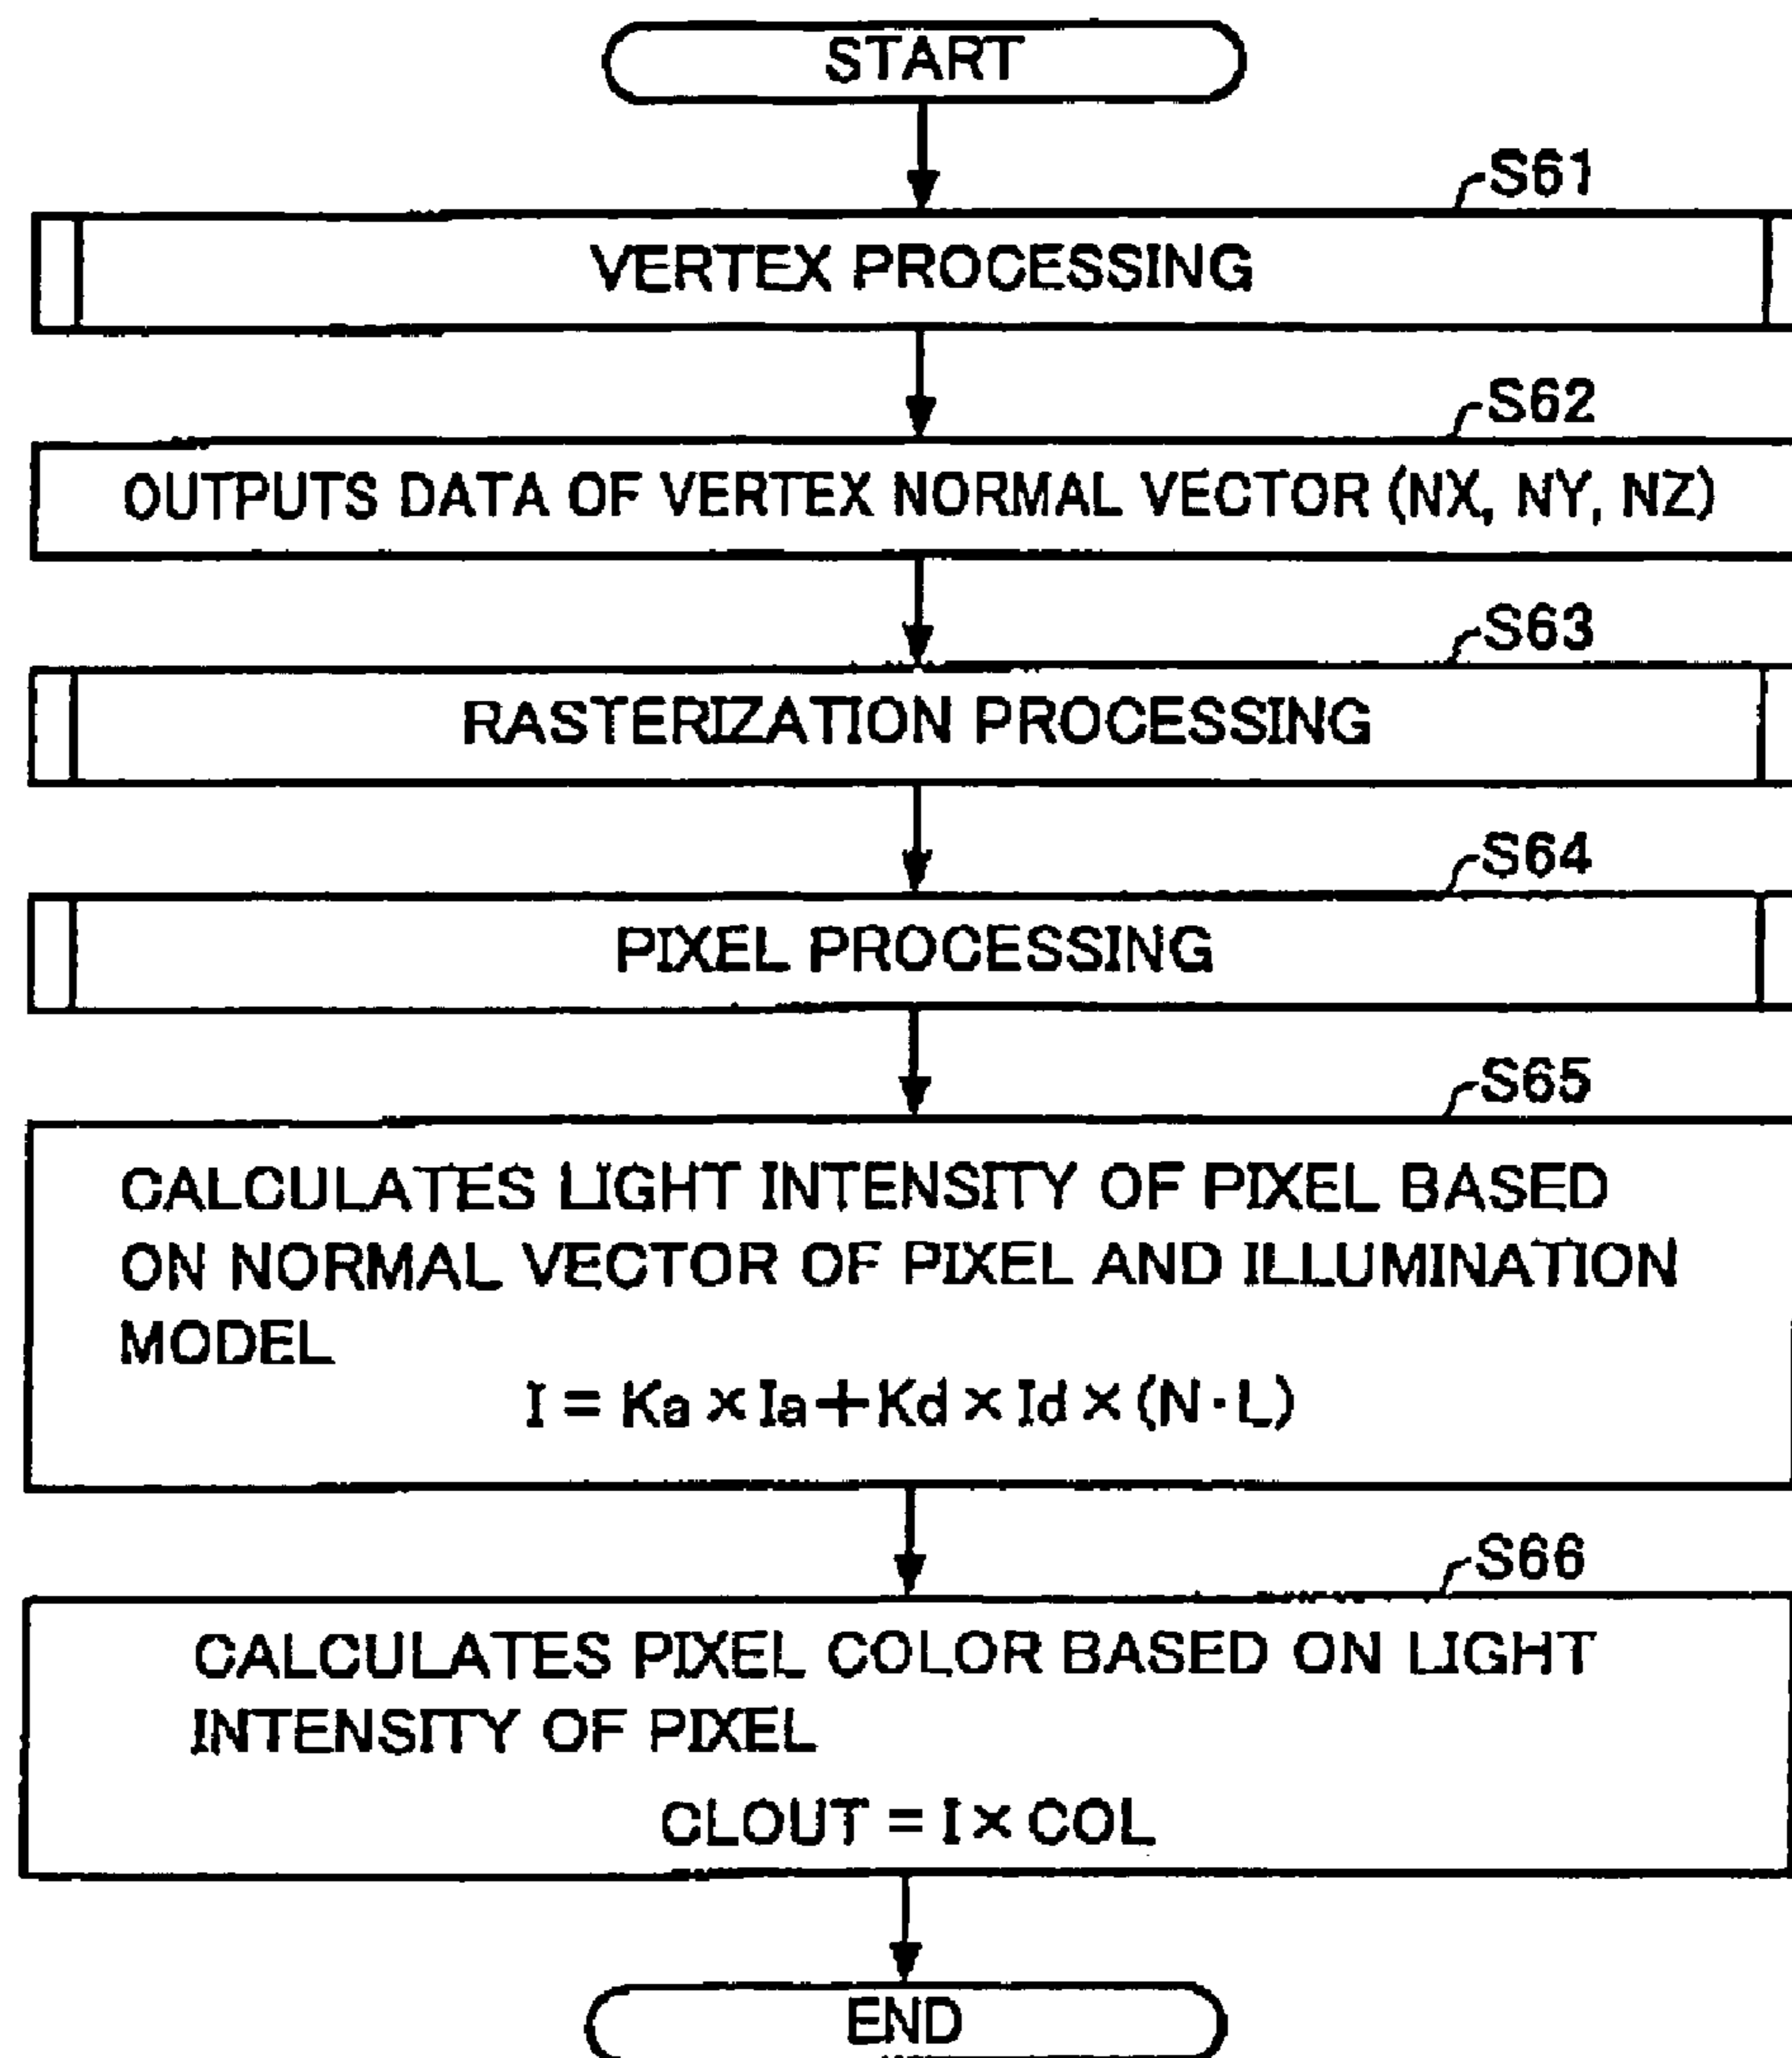 START
S61
VERTEX PROCESSING
S62
OUTPUTS DATA OF VERTEX NORMAL VECTOR (NX, NY, NZ)
S63
RASTERIZATION PROCESSING
S64
PIXEL PROCESSING
S65
CALCULATES LIGHT INTENSITY OF PIXEL BASED
ON NORMAL VECTOR OF PIXEL AND ILLUMINATION
MODEL
I = Ka × Ia + Kd × Id × (N · L)
S66
CALCULATES PIXEL COLOR BASED ON LIGHT
INTENSITY OF PIXEL
CLOUT = I × COL
END